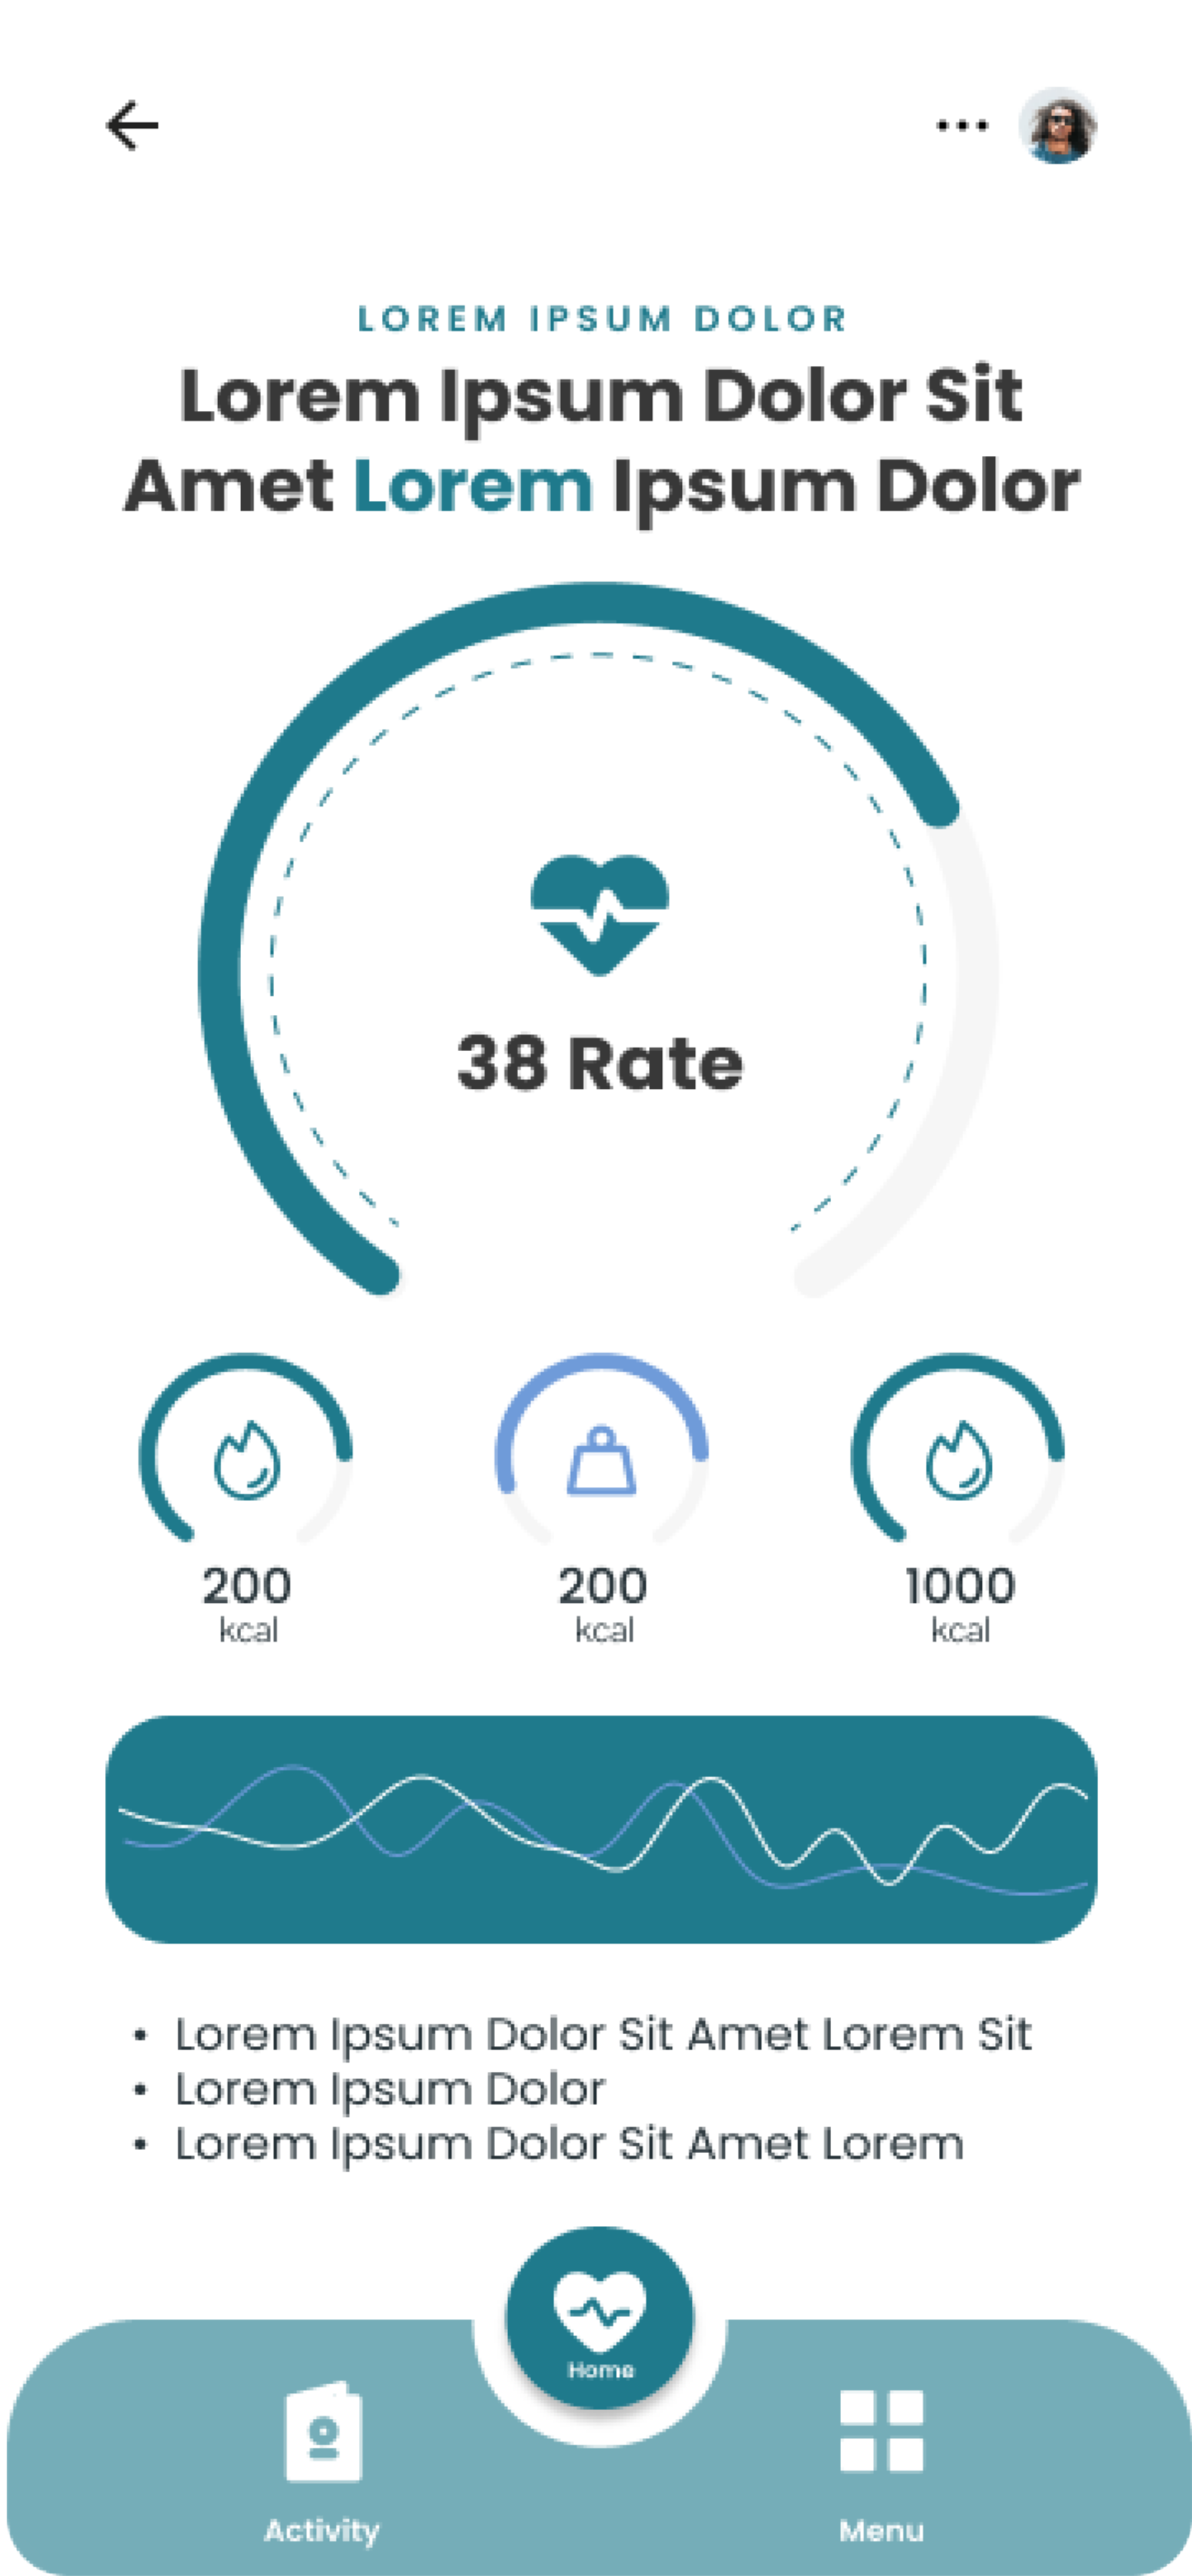 LOREM IPSUM DOLOR
Lorem Ipsum Dolor Sit
Amet Lorem Ipsum Dolor
38 Rate
200
kcal
200
kcal
1000
kcal
• Lorem Ipsum Dolor Sit Amet Lorem Sit
• Lorem Ipsum Dolor
• Lorem Ipsum Dolor Sit Amet Lorem
Home
Activity
Menu